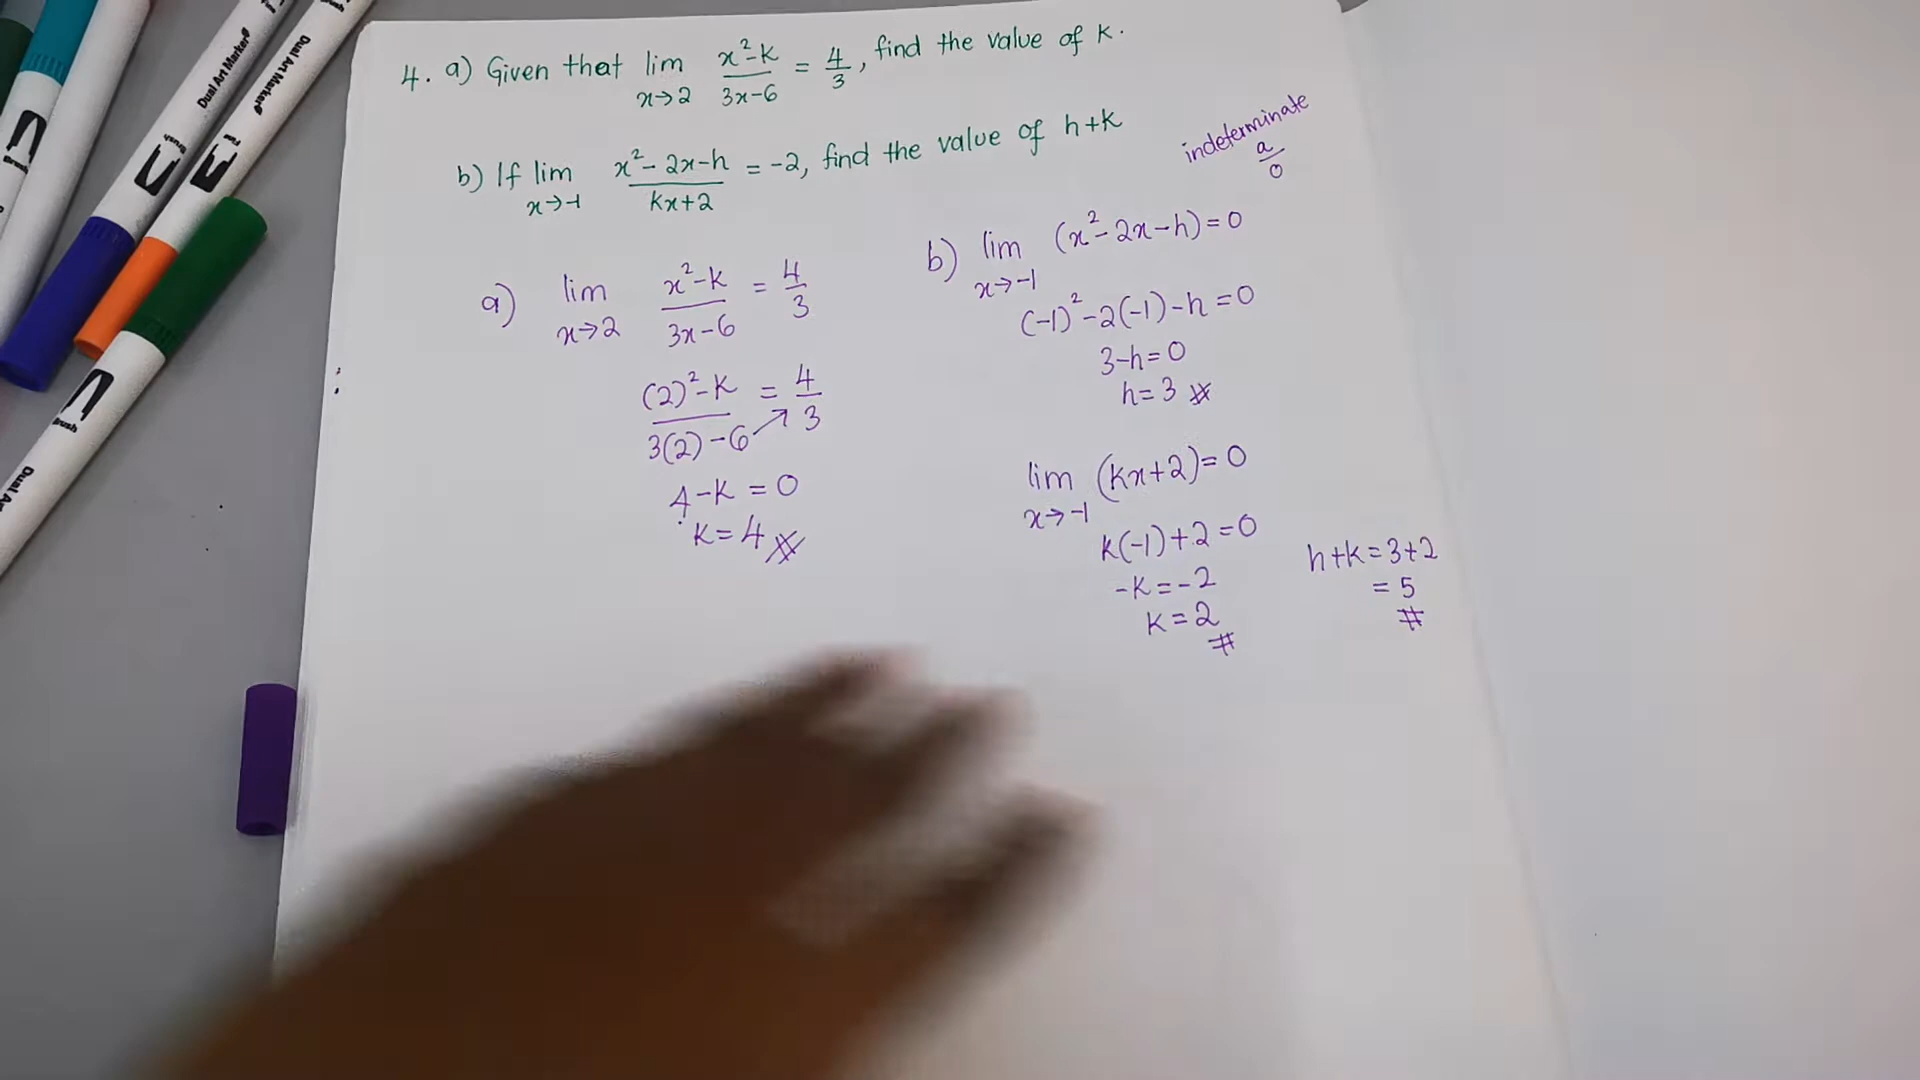 4. a) Given that lim x→2 x²-k / 3x-6 = 4/3, find the value of k.
b) If lim x→-1 x²-2x-h / kx+2 = -2, find the value of h+k
indeterminate
a/0
a) lim x→2 x²-k / 3x-6 = 4/3
(2)²-k / 3(2)-6 = 4/3
4-k = 0
k = 4
b) lim x→-1 (x²-2x-h) = 0
(-1)²-2(-1)-h = 0
3-h = 0
h = 3
lim x→-1 (kx+2) = 0
k(-1)+2 = 0
-k = -2
k = 2
#
h+k = 3+2
= 5
#
Dual Art Marker
Dual Art Marker
Brush
Dual Ar